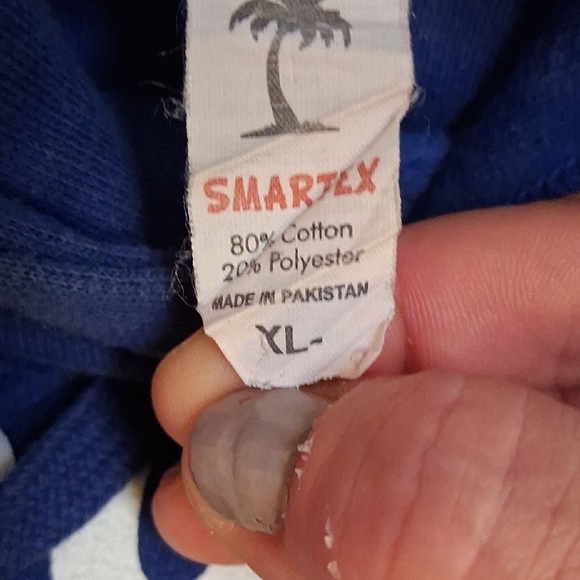 SMARTEX
80% Cotton
20% Polyester
MADE IN PAKISTAN
XL-